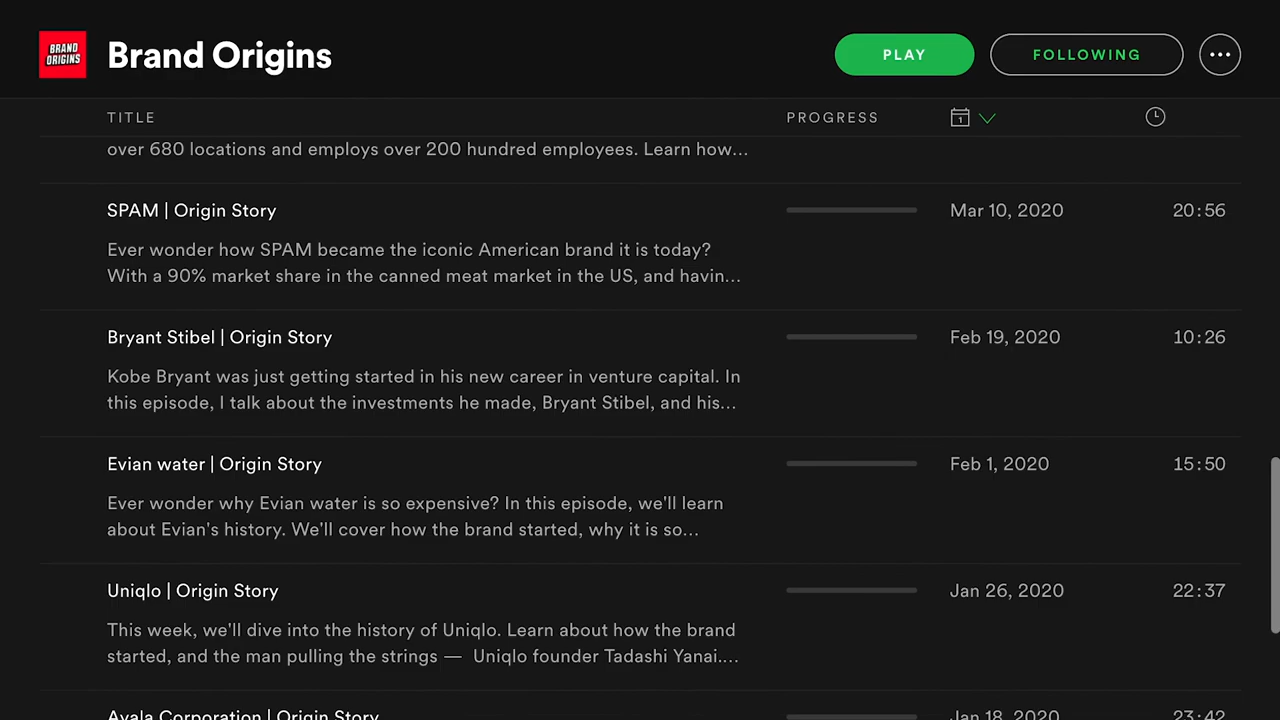 BRAND
ORIGINS
Brand Origins
PLAY
FOLLOWING
TITLE
PROGRESS
1
over 680 locations and employs over 200 hundred employees. Learn how...
SPAM | Origin Story
Mar 10, 2020
20:56
Ever wonder how SPAM became the iconic American brand it is today?
With a 90% market share in the canned meat market in the US, and havin...
Bryant Stibel | Origin Story
Feb 19, 2020
10:26
Kobe Bryant was just getting started in his new career in venture capital. In
this episode, I talk about the investments he made, Bryant Stibel, and his...
Evian water | Origin Story
Feb 1, 2020
15:50
Ever wonder why Evian water is so expensive? In this episode, we'll learn
about Evian's history. We'll cover how the brand started, why it is so...
Uniqlo | Origin Story
Jan 26, 2020
22:37
This week, we'll dive into the history of Uniqlo. Learn about how the brand
started, and the man pulling the strings — Uniqlo founder Tadashi Yanai....
Ayala Corporation | Origin Story
Jan 18, 2020
23:42